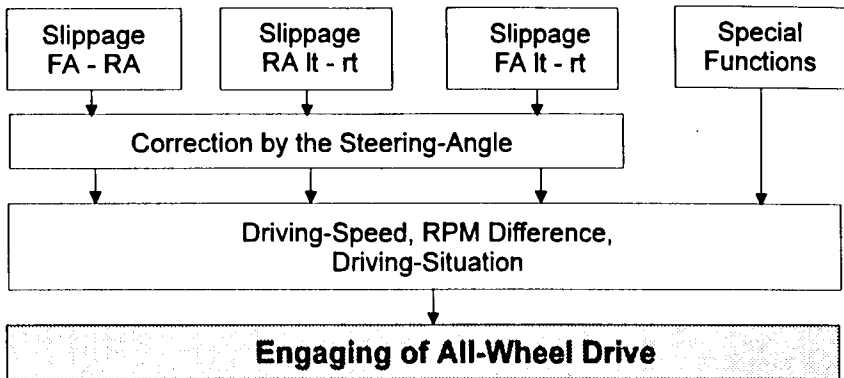 Slippage
FA - RA
Slippage
RA lt - rt
Slippage
FA lt - rt
Special
Functions
Correction by the Steering-Angle
Driving-Speed, RPM Difference,
Driving-Situation
Engaging of All-Wheel Drive